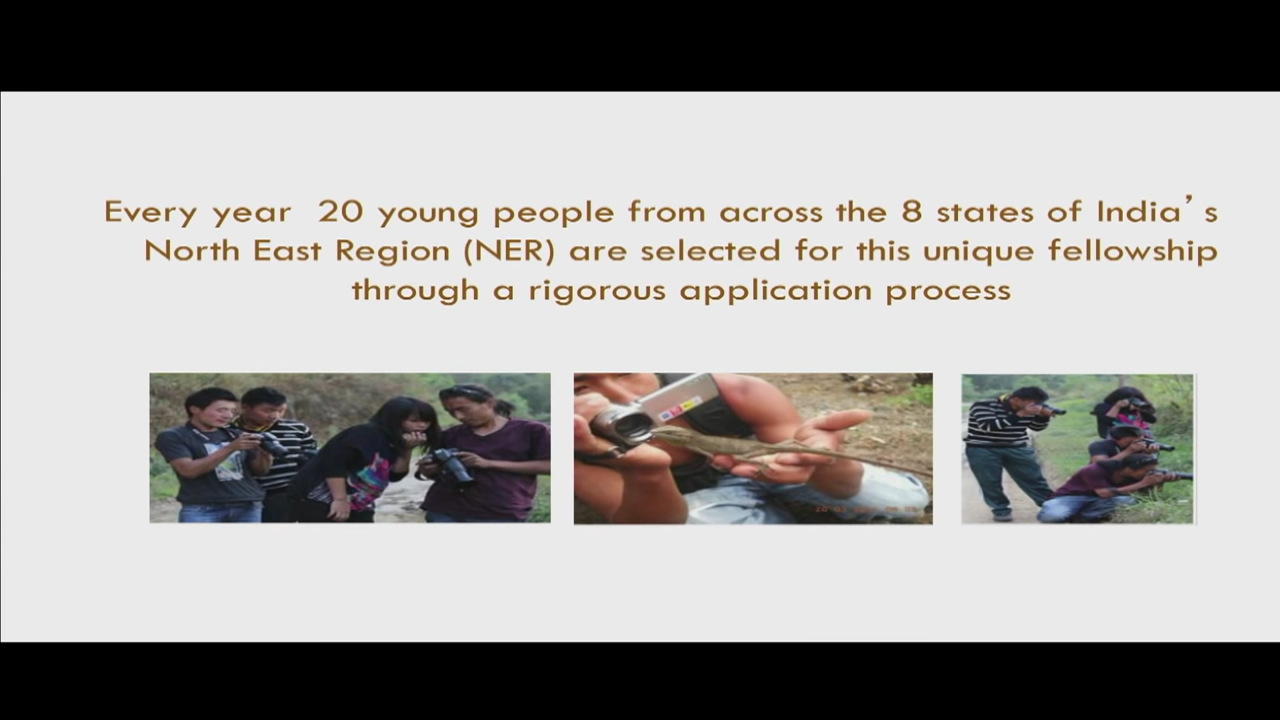 Every year 20 young people from across the 8 states of India’s
North East Region (NER) are selected for this unique fellowship
through a rigorous application process